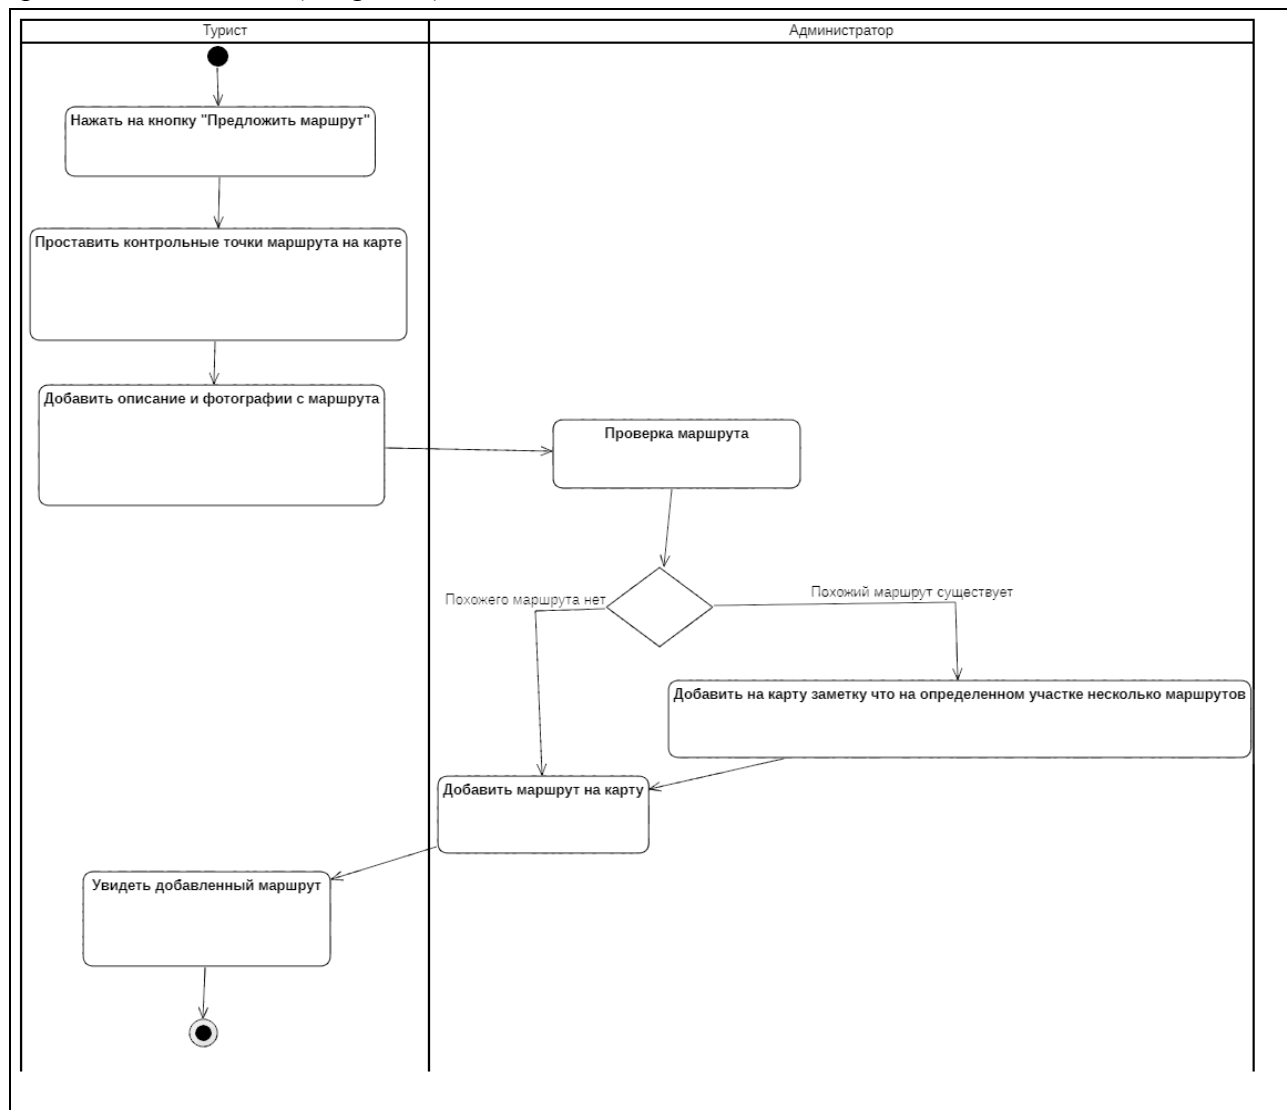 Турист
Администратор
Нажать на кнопку "Предложить маршрут"
Проставить контрольные точки маршрута на карте
Добавить описание и фотографии с маршрута
Проверка маршрута
Похожего маршрута нет
Похожий маршрут существует
Добавить на карту заметку что на определенном участке несколько маршрутов
Добавить маршрут на карту
Увидеть добавленный маршрут